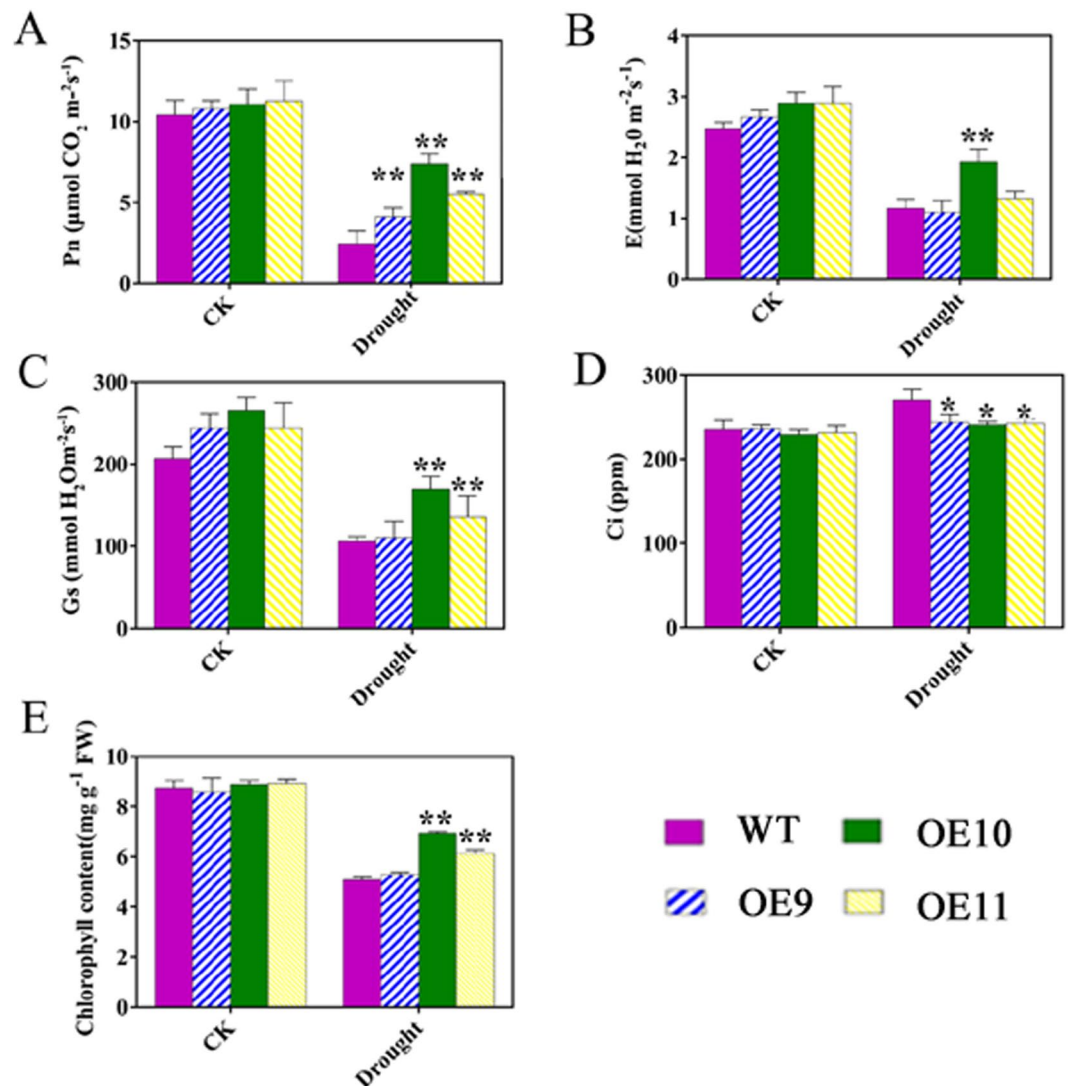 A
Pn (μmol CO₂ m-²s⁻¹)
15
10
5
0
** ** **
CK
Drought
B
E(mmol H₂0 m⁻²s⁻¹)
4
3
2
1
0
**
CK
Drought
C
Gs (mmol H₂Om⁻²s⁻¹)
300
200
100
0
** **
CK
Drought
D
Ci (ppm)
300
200
100
0
* * *
CK
Drought
E
Chlorophyll content(mg g⁻¹ FW)
10
8
6
4
2
0
** **
CK
Drought
WT
OE10
OE9
OE11